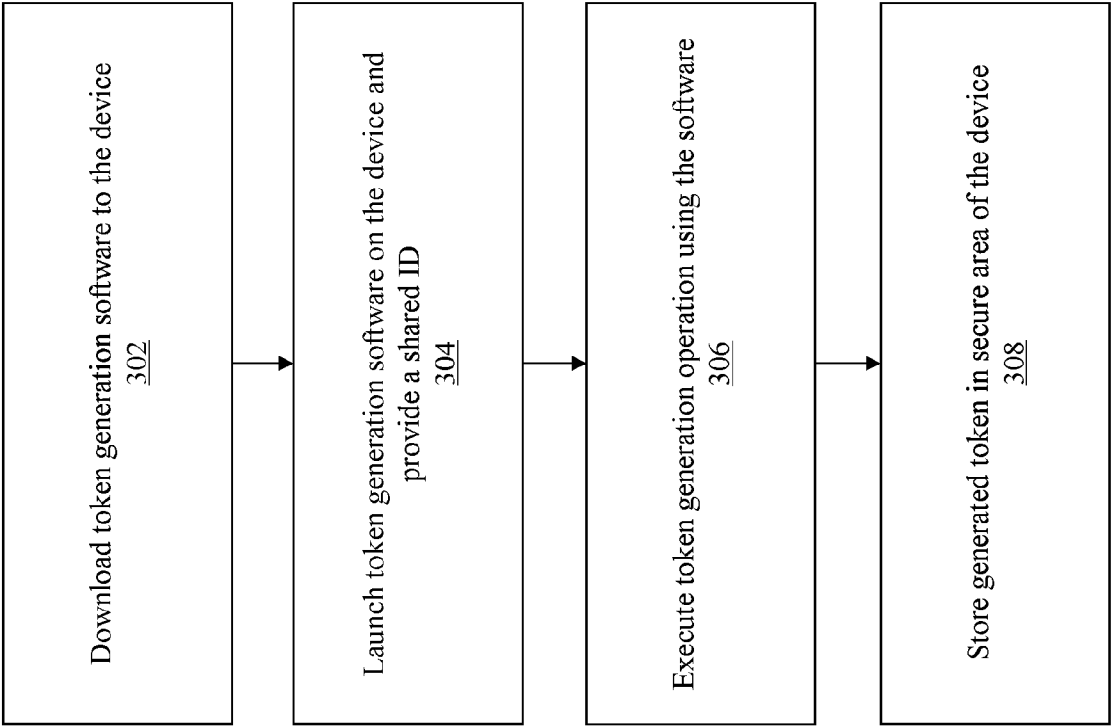 Download token generation software to the device
302
Launch token generation software on the device and
provide a shared ID
304
Execute token generation operation using the software
306
Store generated token in secure area of the device
308